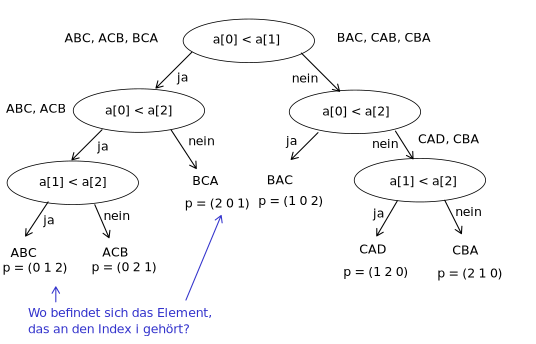 ABC, ACB, BCA
a[0] < a[1]
BAC, CAB, CBA
ja
nein
ABC, ACB
a[0] < a[2]
a[0] < a[2]
ja
nein
ja
nein
CAD, CBA
a[1] < a[2]
BCA
p = (2 0 1)
BAC
p = (1 0 2)
a[1] < a[2]
ja
nein
ja
nein
ABC
p = (0 1 2)
ACB
p = (0 2 1)
CAD
p = (1 2 0)
CBA
p = (2 1 0)
Wo befindet sich das Element,
das an den Index i gehört?